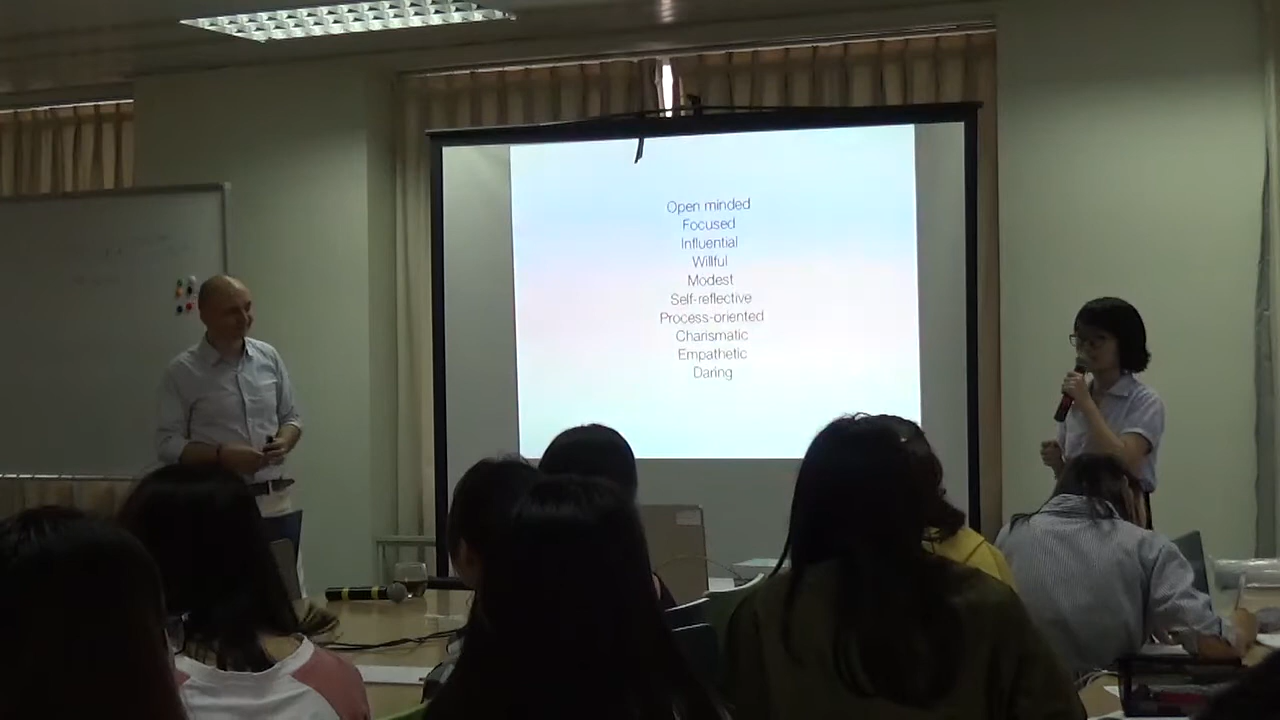 Open minded
Focused
Influential
Willful
Modest
Self-reflective
Process-oriented
Charismatic
Empathetic
Daring